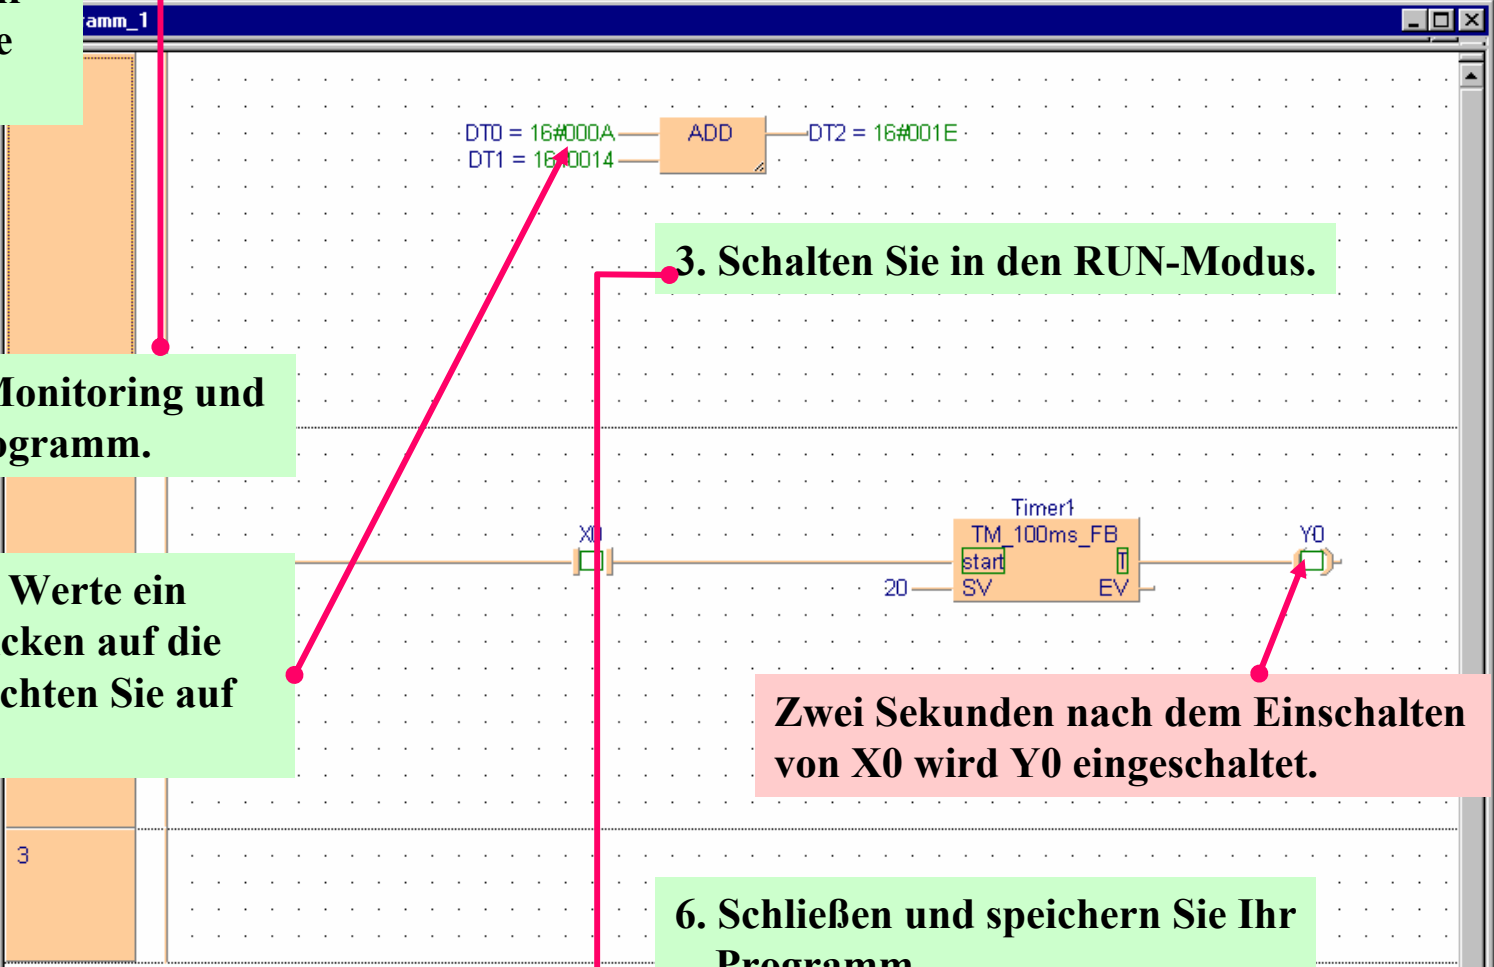 e
amm_1
DT0 = 16#000A
ADD
DT2 = 16#001E
DT1 = 16#0014
3. Schalten Sie in den RUN-Modus.
Monitoring und
ogramm.
Timer1
X0
TM_100ms_FB
Y0
start
T
20
SV
EV
Werte ein
cken auf die
chten Sie auf
Zwei Sekunden nach dem Einschalten
von X0 wird Y0 eingeschaltet.
3
6. Schließen und speichern Sie Ihr
Programm